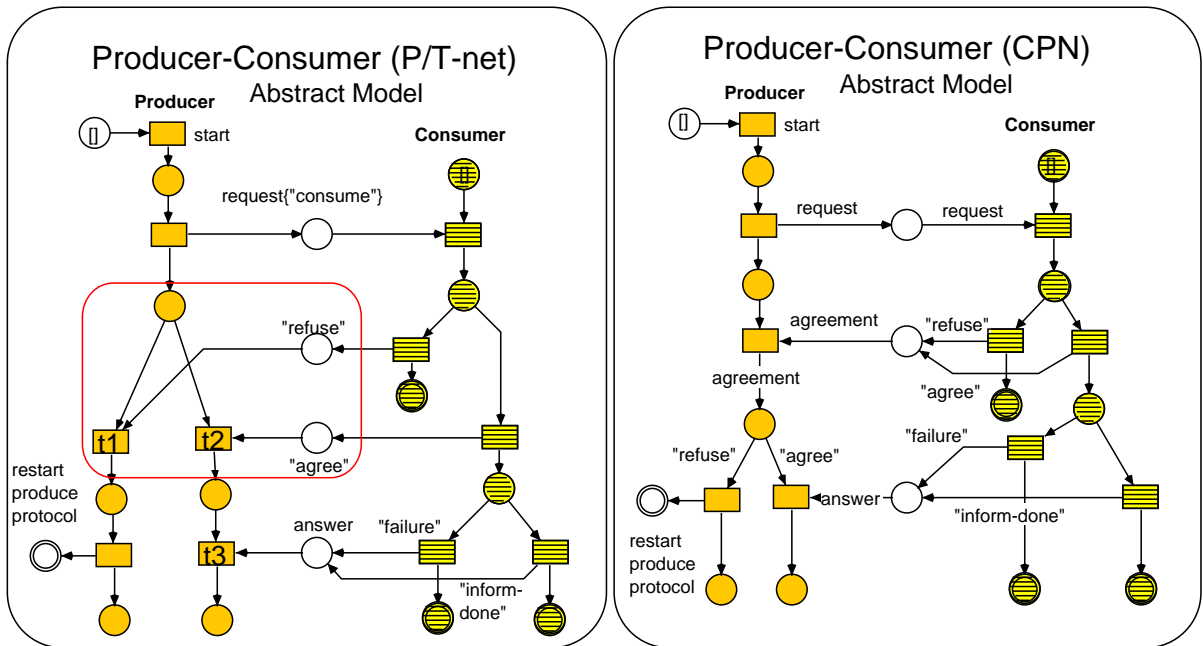 Producer-Consumer (P/T-net)
Abstract Model
Producer
[]
start
Consumer
[]
request{"consume"}
"refuse"
t1
t2
"agree"
restart
produce
protocol
answer
"failure"
t3
"inform-
done"
Producer-Consumer (CPN)
Abstract Model
Producer
[]
start
Consumer
[]
request
request
agreement
"refuse"
agreement
"agree"
"failure"
"refuse"
"agree"
answer
"inform-done"
restart
produce
protocol